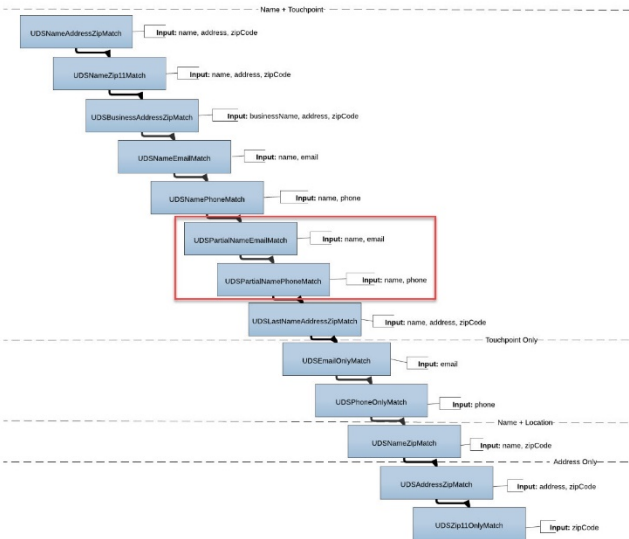 Name + Touchpoint
UDSNameAddressZipMatch
Input: name, address, zipCode
UDSNameZip11Match
Input: name, address, zipCode
UDSBusinessAddressZipMatch
Input: businessName, address, zipCode
UDSNameEmailMatch
Input: name, email
UDSNamePhoneMatch
Input: name, phone
UDSPartialNameEmailMatch
Input: name, email
UDSPartialNamePhoneMatch
Input: name, phone
UDSLastNameAddressZipMatch
Input: name, address, zipCode
Touchpoint Only
UDSEmailOnlyMatch
Input: email
UDSPhoneOnlyMatch
Input: phone
Name + Location
UDSNameZipMatch
Input: name, zipCode
Address Only
UDSAddressZipMatch
Input: address, zipCode
UDSZip11OnlyMatch
Input: zipCode